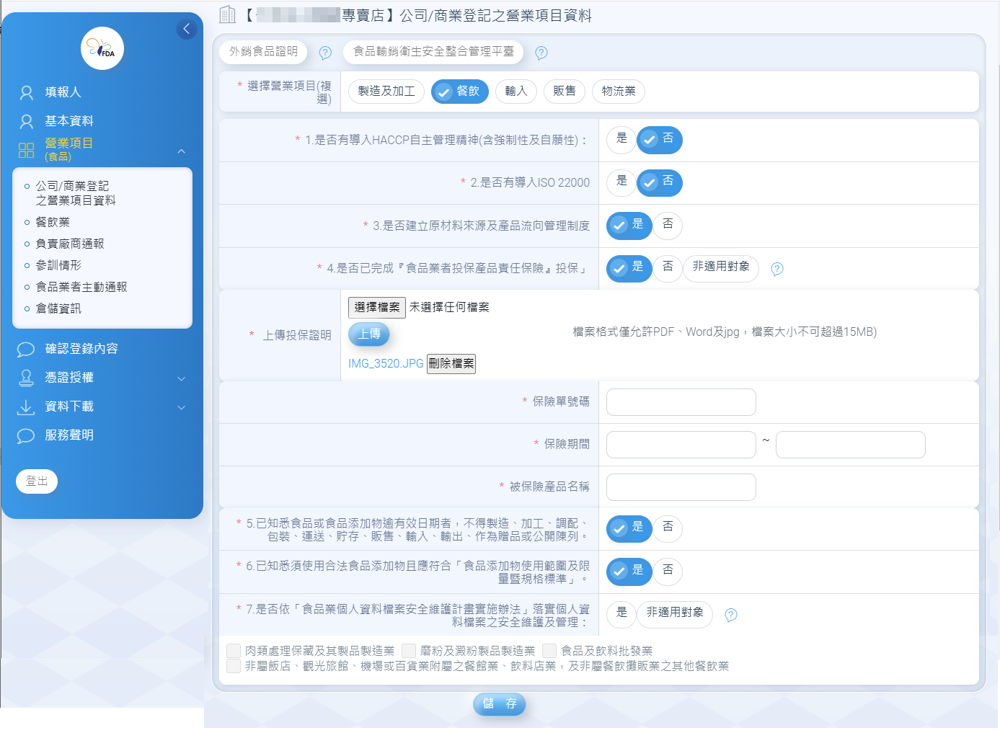 【專賣店】公司/商業登記之營業項目資料
FDA
填報人
基本資料
營業項目
(食品)
公司/商業登記
之營業項目資料
餐飲業
負責廠商通報
參訓情形
食品業者主動通報
倉儲資訊
確認登錄內容
憑證授權
資料下載
服務聲明
登出
外銷食品證明 ? 食品輸銷衛生安全整合管理平臺 ?
* 選擇營業項目(複
選)
製造及加工 餐飲 輸入 販售 物流業
* 1.是否有導入HACCP自主管理精神(含強制性及自願性)： 是 否
* 2.是否有導入ISO 22000 是 否
* 3.是否建立原材料來源及產品流向管理制度 是 否
* 4.是否已完成『食品業者投保產品責任保險』投保」 是 否 非適用對象 ?
* 上傳投保證明
選擇檔案 未選擇任何檔案
上傳 檔案格式僅允許PDF、Word及jpg，檔案大小不可超過15MB)
IMG_3520.JPG 刪除檔案
* 保險單號碼
* 保險期間 ~
* 被保險產品名稱
* 5.已知悉食品或食品添加物逾有效日期者，不得製造、加工、調配、
包裝、運送、貯存、販售、輸入、輸出、作為贈品或公開陳列。
是 否
* 6.已知悉須使用合法食品添加物且應符合「食品添加物使用範圍及限
量暨規格標準」。
是 否
* 7.是否依「食品業個人資料檔案安全維護計畫實施辦法」落實個人資
料檔案之安全維護及管理：
是 非適用對象 ?
肉類處理保藏及其製品製造業 磨粉及澱粉製品製造業 食品及飲料批發業
非屬飯店、觀光旅館、機場或百貨業附屬之餐館業、飲料店業，及非屬餐飲攤販業之其他餐飲業
儲 存